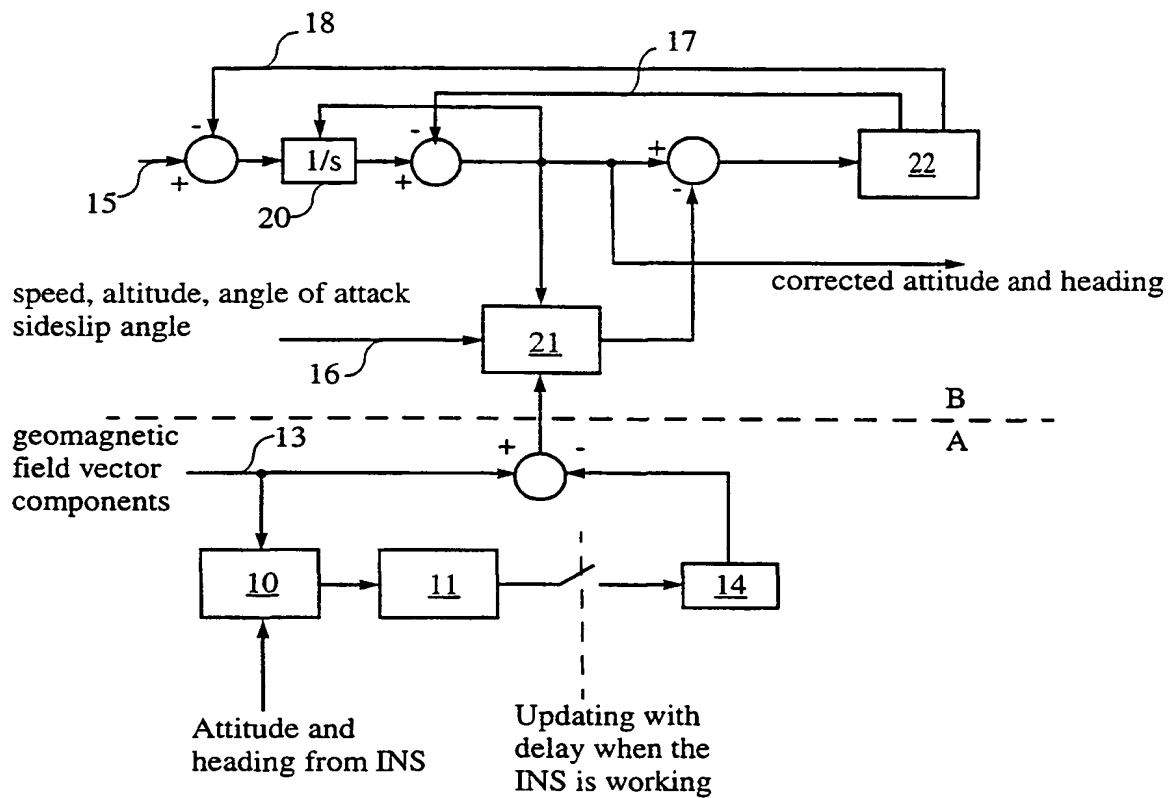 18
17
-
-
+
1/s
22
+
+
-
15
20
corrected attitude and heading
speed, altitude, angle of attack
sideslip angle
21
16
B
A
geomagnetic
field vector
components
13
+
-
10
11
14
Attitude and
heading from INS
Updating with
delay when the
INS is working